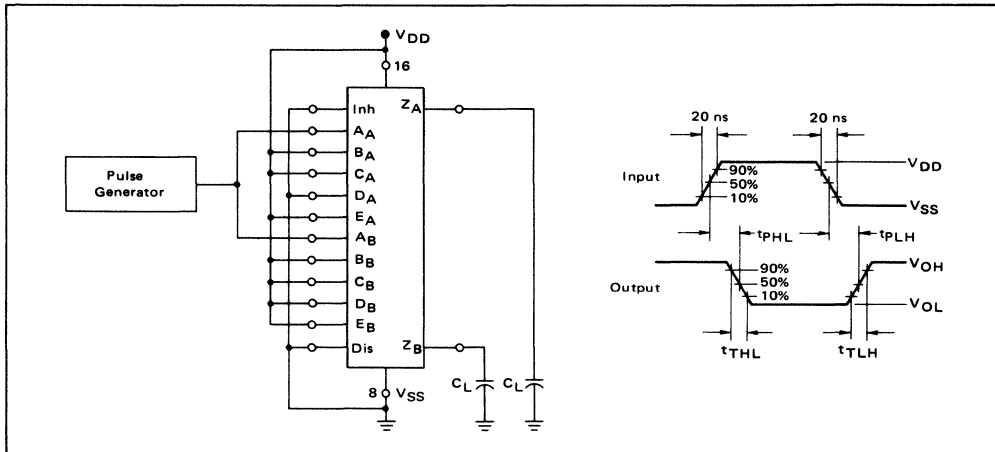 VDD
16
Inh
ZA
AA
BA
CA
DA
EA
AB
BB
CB
DB
EB
Dis
ZB
Pulse
Generator
8
VSS
CL
CL
20 ns
20 ns
Input
90%
50%
10%
VDD
VSS
tPHL
tPLH
Output
90%
50%
10%
VOH
VOL
tTHL
tTLH